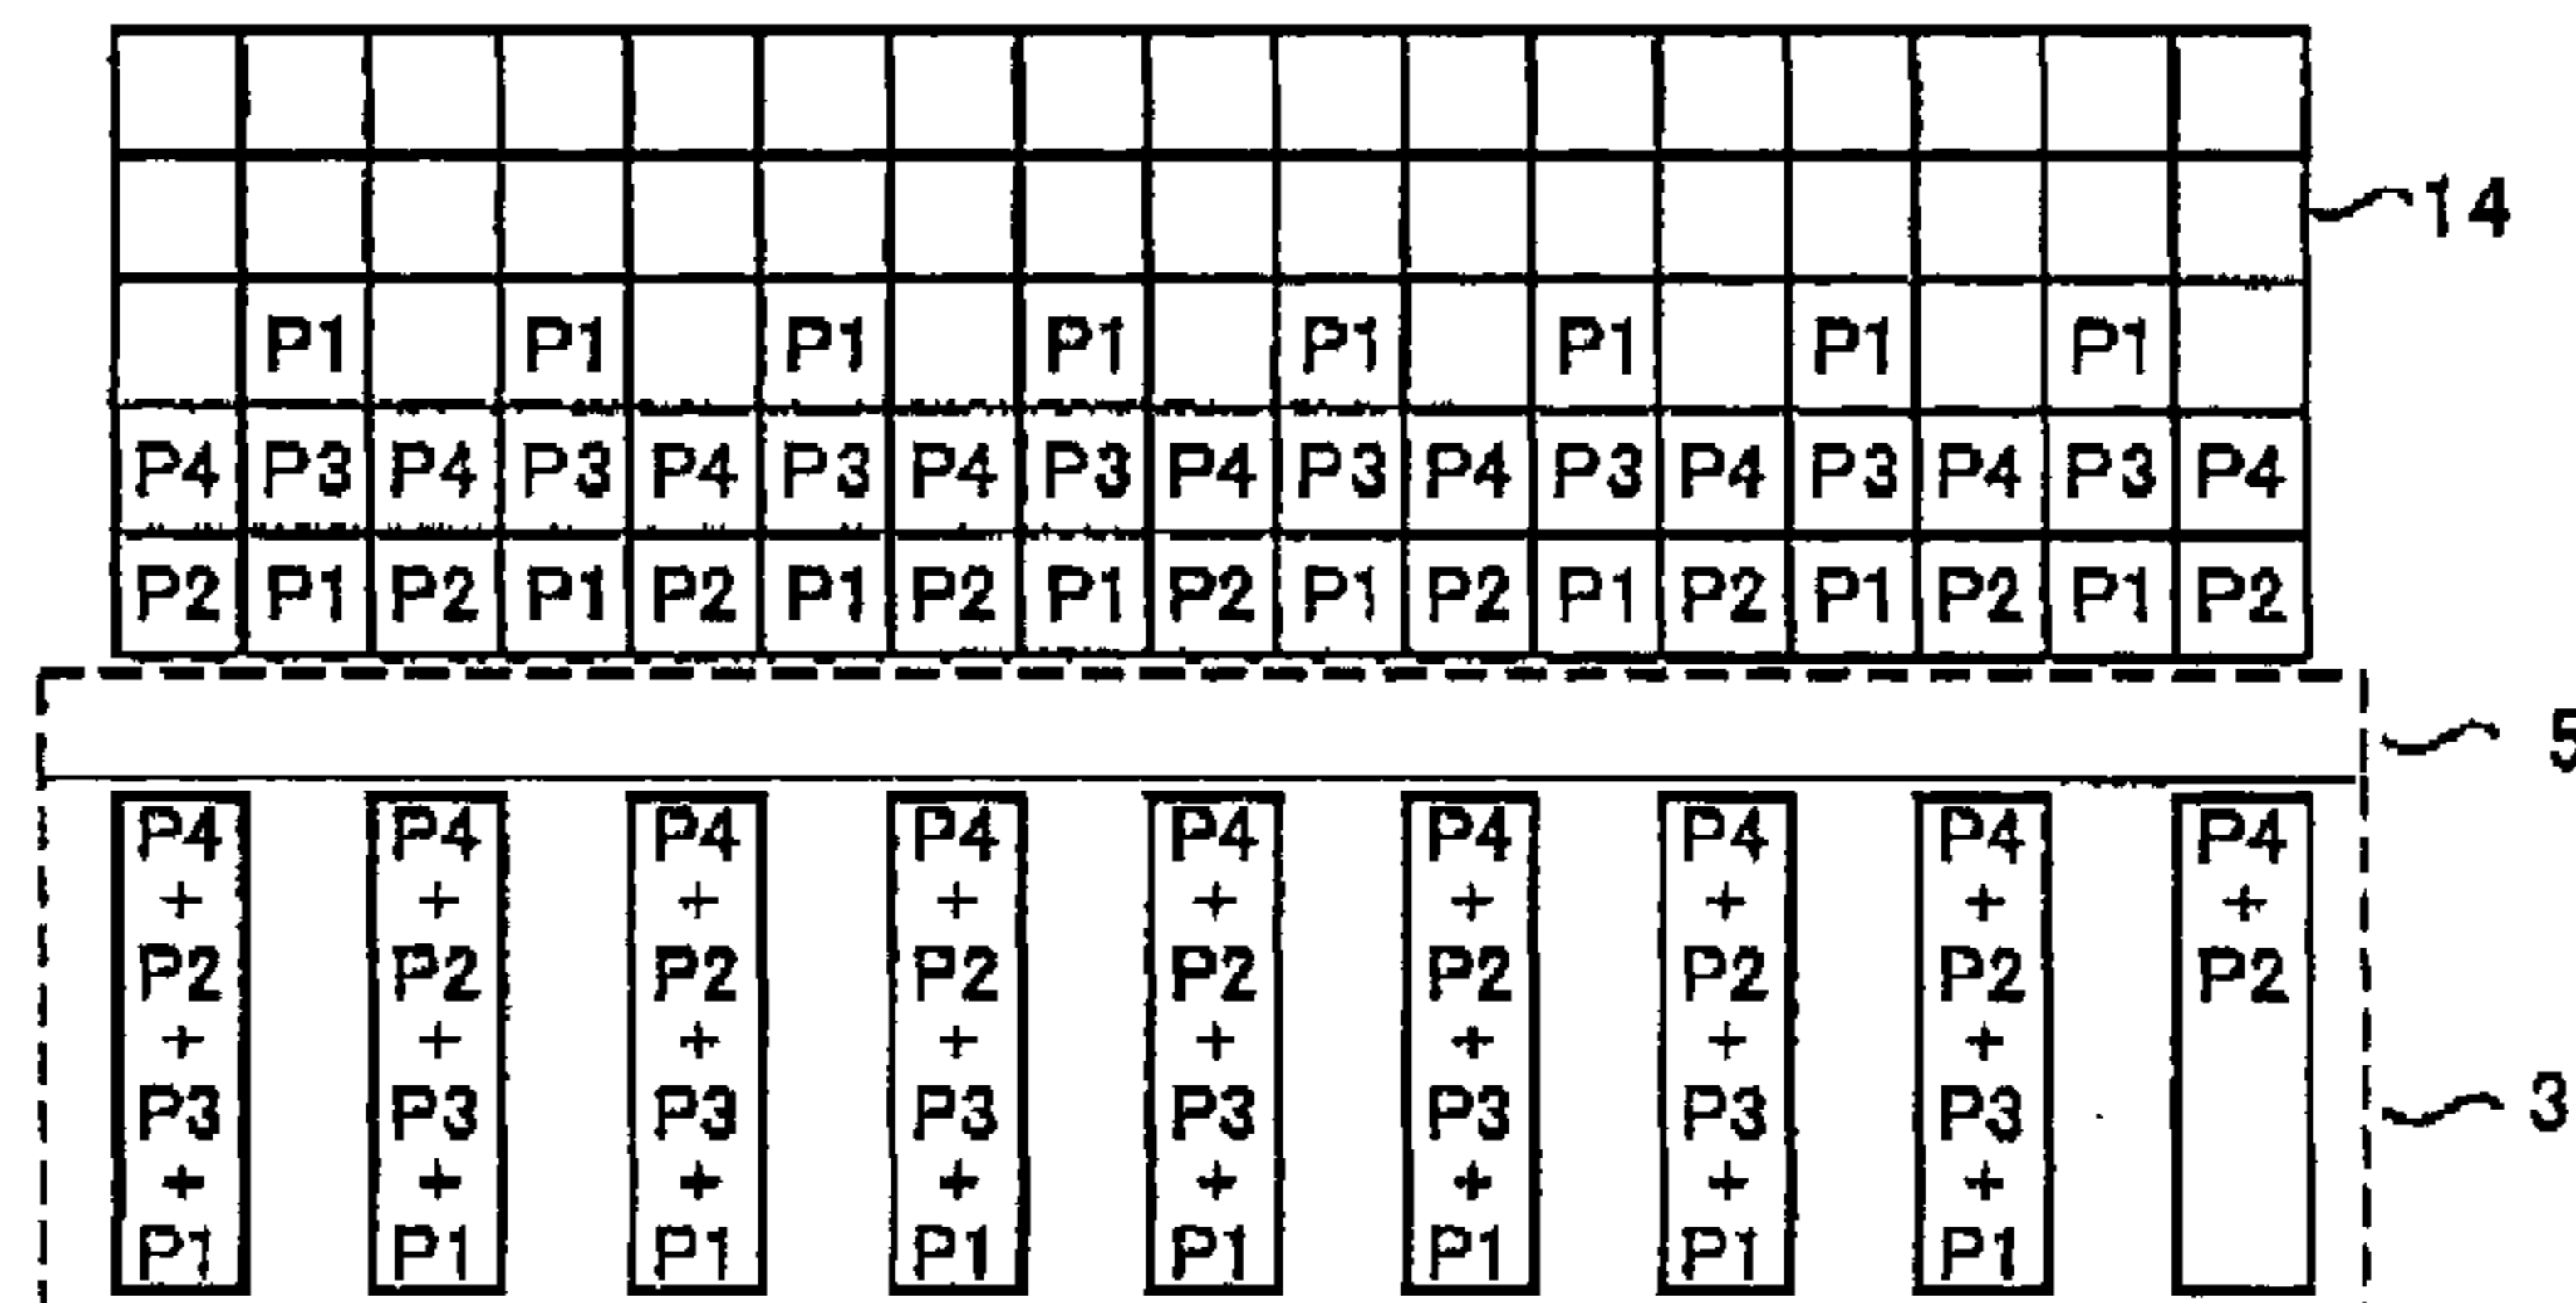 14
P1 P1 P1 P1 P1 P1 P1 P1
P4 P3 P4 P3 P4 P3 P4 P3 P4 P3 P4 P3 P4 P3 P4 P3 P4
P2 P1 P2 P1 P2 P1 P2 P1 P2 P1 P2 P1 P2 P1 P2 P1 P2
5
P4 P4 P4 P4 P4 P4 P4 P4 P4
+ + + + + + + + +
P2 P2 P2 P2 P2 P2 P2 P2 P2
+ + + + + + + +
P3 P3 P3 P3 P3 P3 P3 P3 3
+ + + + + + + +
P1 P1 P1 P1 P1 P1 P1 P1